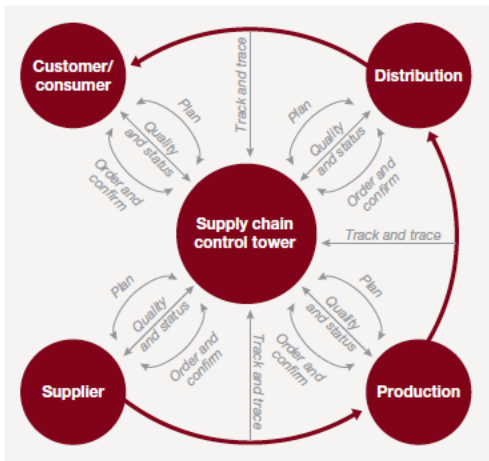 Customer/
consumer
Distribution
Track and trace
Plan
Quality
and status
Order and
confirm
Plan
Quality
and status
Order and
confirm
Supply chain
control tower
Track and trace
Plan
Quality
and status
Order and
confirm
Track and trace
Plan
Quality
and status
Order and
confirm
Supplier
Production